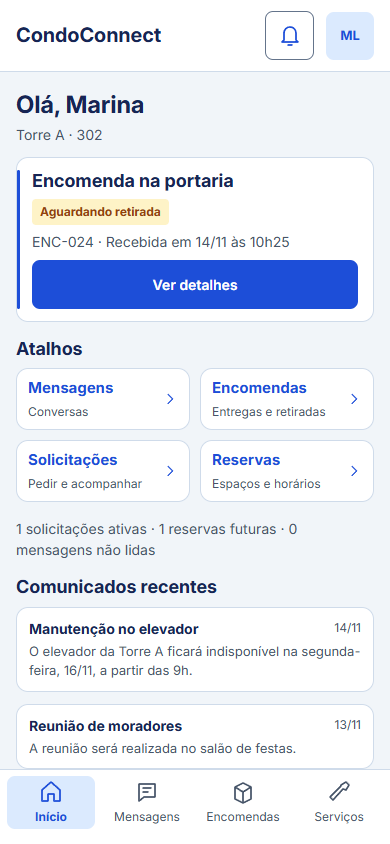 CondoConnect
ML
Olá, Marina
Torre A · 302
Encomenda na portaria
Aguardando retirada
ENC-024 · Recebida em 14/11 às 10h25
Ver detalhes
Atalhos
Mensagens
Conversas
Encomendas
Entregas e retiradas
Solicitações
Pedir e acompanhar
Reservas
Espaços e horários
1 solicitações ativas · 1 reservas futuras · 0
mensagens não lidas
Comunicados recentes
Manutenção no elevador 14/11
O elevador da Torre A ficará indisponível na segunda-
feira, 16/11, a partir das 9h.
Reunião de moradores 13/11
A reunião será realizada no salão de festas.
Início
Mensagens
Encomendas
Serviços